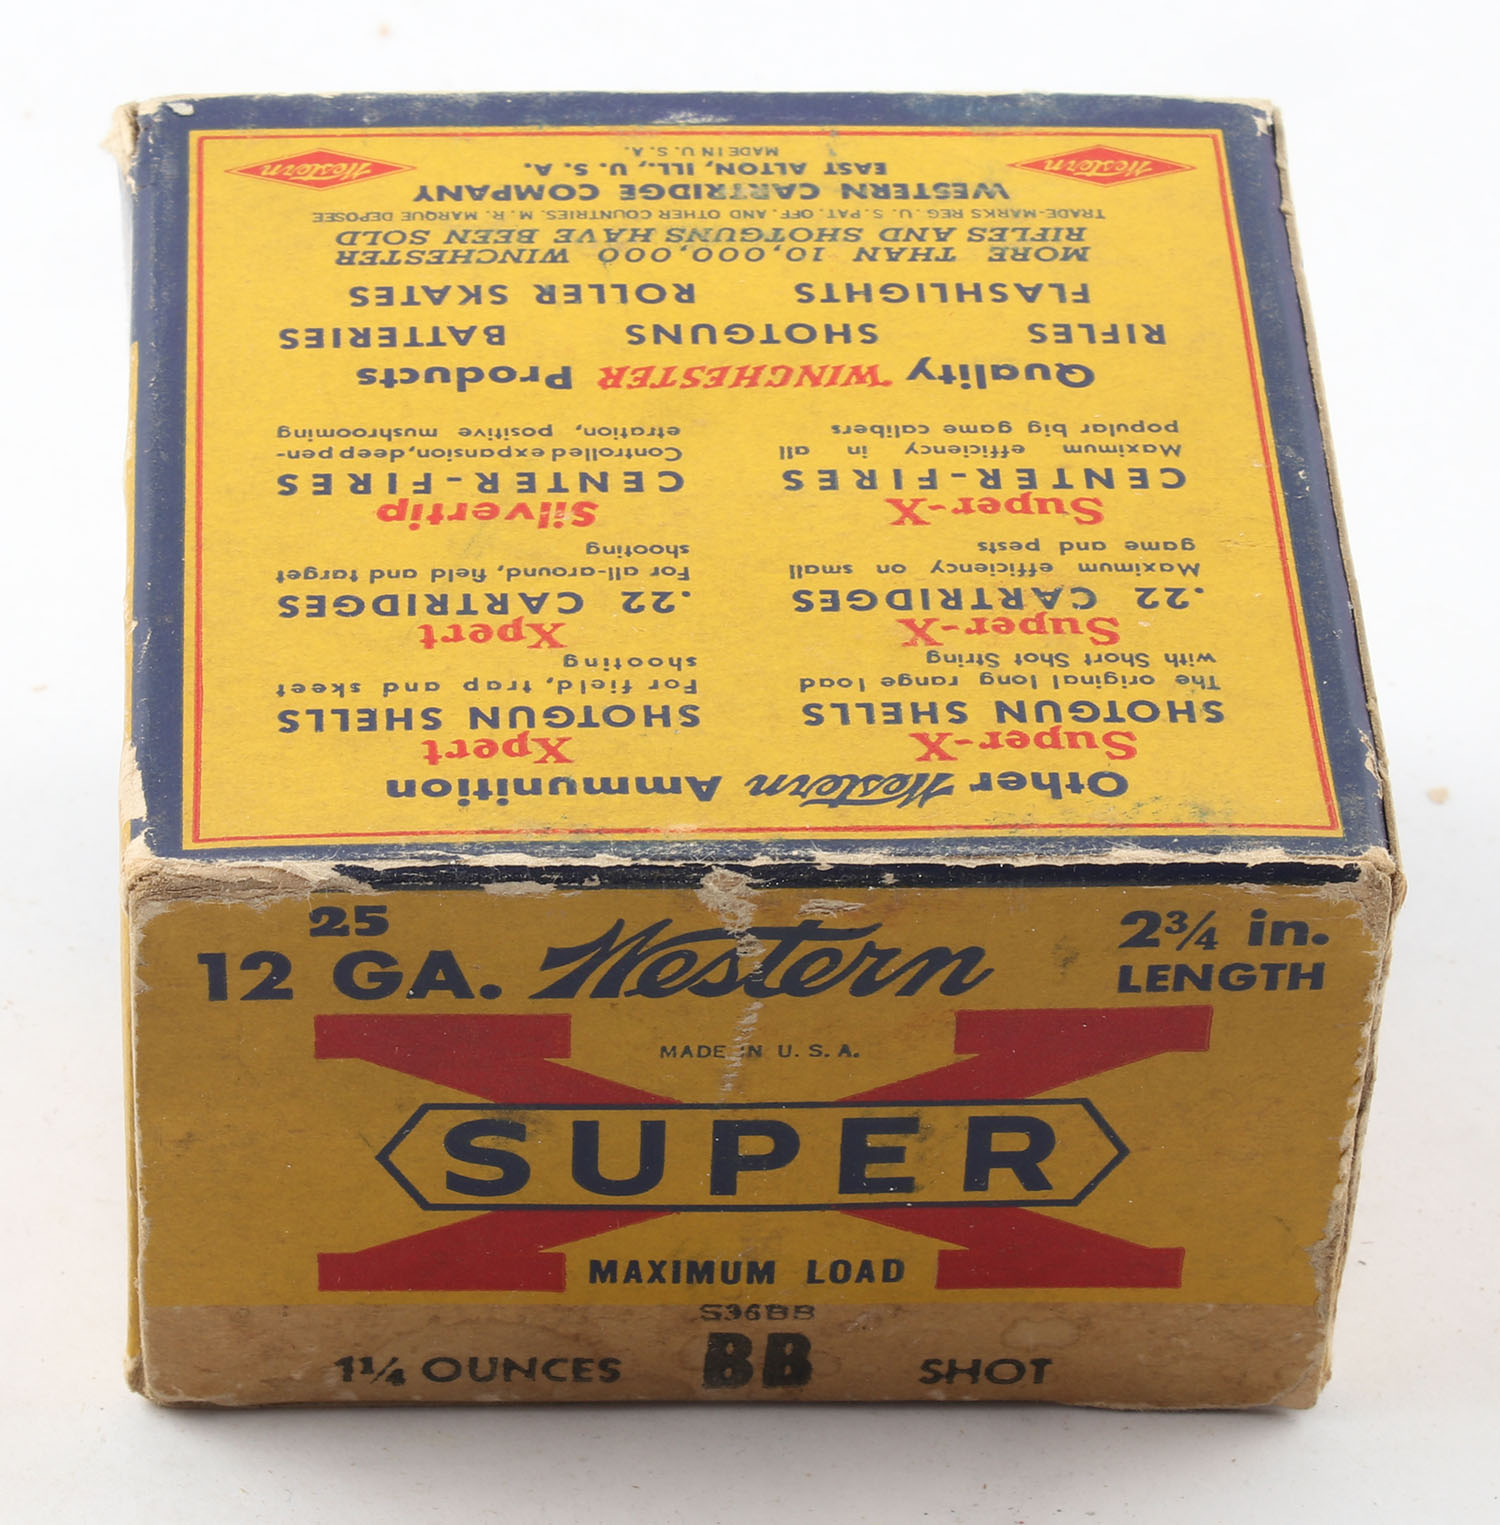 Other Western Ammunition
Super-X
SHOTGUN SHELLS
The original long range load
with Short Shot String
Xpert
SHOTGUN SHELLS
For field, trap and skeet
shooting
Super-X
.22 CARTRIDGES
Maximum efficiency on small
game and pests
Xpert
.22 CARTRIDGES
For all-around, field and target
shooting
Super-X
CENTER-FIRES
Maximum efficiency in all
popular big game calibers
Silvertip
CENTER-FIRES
Controlled expansion, deep pen-
etration, positive mushrooming
Quality WINCHESTER Products
RIFLES SHOTGUNS BATTERIES
FLASHLIGHTS ROLLER SKATES
MORE THAN 10,000,000 WINCHESTER
RIFLES AND SHOTGUNS HAVE BEEN SOLD
TRADE-MARKS REG. U. S. PAT. OFF. AND OTHER COUNTRIES. M. R. MARQUE DEPOSEE
WESTERN CARTRIDGE COMPANY
EAST ALTON, ILL., U. S. A.
MADE IN U. S. A.
Western
Western
25
12 GA.
Western
2¾ in.
LENGTH
MADE IN U. S. A.
X
SUPER
MAXIMUM LOAD
S36BB
1¼ OUNCES BB SHOT